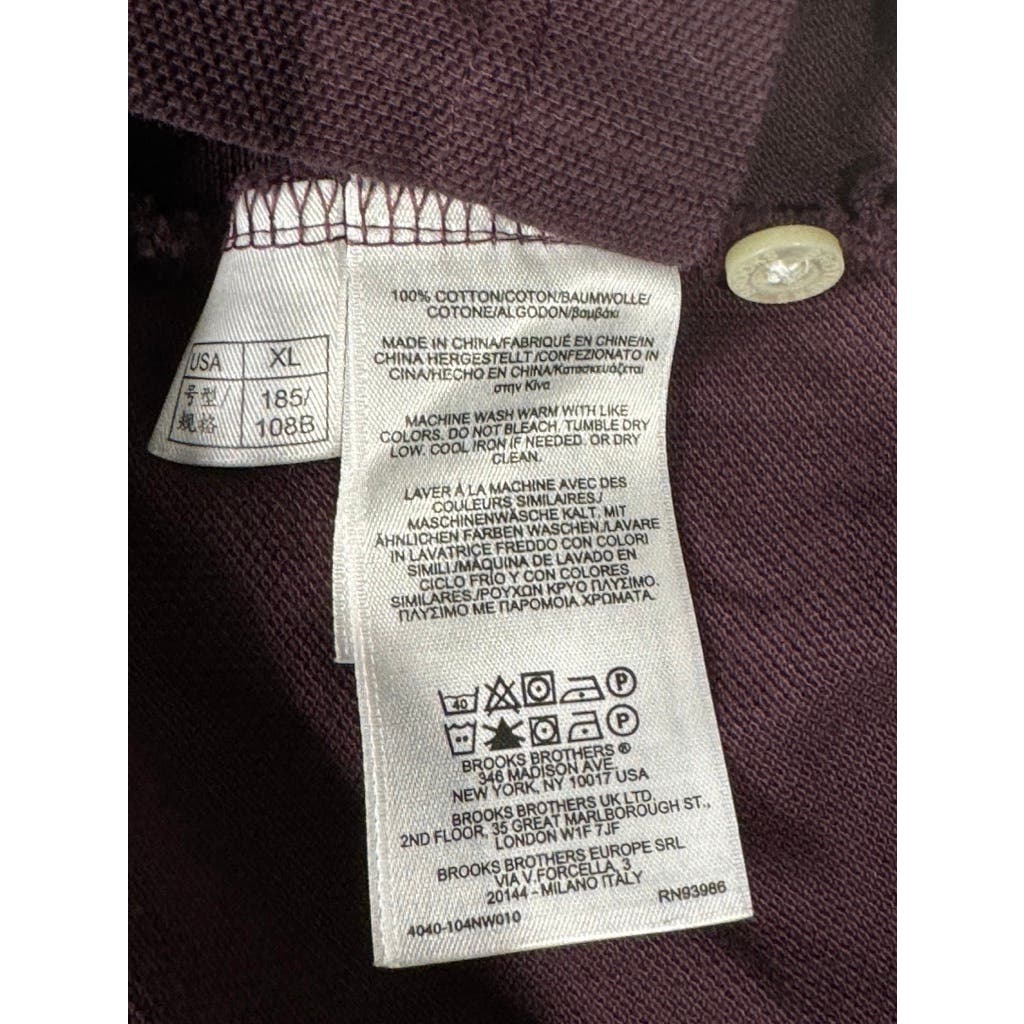 USA XL
号型/ 185/
规格 108B
100% COTTON/COTON/BAUMWOLLE/
COTONE/ALGODON/βαμβάκι
MADE IN CHINA/FABRIQUÉ EN CHINE/IN
CHINA HERGESTELLT /CONFEZIONATO IN
CINA/HECHO EN CHINA/Κατασκευάζεται
στην Κίνα
MACHINE WASH WARM WITH LIKE
COLORS. DO NOT BLEACH. TUMBLE DRY
LOW. COOL IRON IF NEEDED. OR DRY
CLEAN.
LAVER À LA MACHINE AVEC DES
COULEURS SIMILAIRES./
MASCHINENWÄSCHE KALT. MIT
ÄHNLICHEN FARBEN WASCHEN./LAVARE
IN LAVATRICE FREDDO CON COLORI
SIMILI./MÁQUINA DE LAVADO EN
CICLO FRÍO Y CON COLORES
SIMILARES./ΡΟΥΧΩΝ ΚΡΥΟ ΠΛΥΣΙΜΟ.
ΠΛΥΣΙΜΟ ΜΕ ΠΑΡΟΜΟΙΑ ΧΡΩΜΑΤΑ.
40 P
P
BROOKS BROTHERS ®
346 MADISON AVE.
NEW YORK, NY 10017 USA
BROOKS BROTHERS UK LTD.
2ND FLOOR, 35 GREAT MARLBOROUGH ST.,
LONDON W1F 7JF
BROOKS BROTHERS EUROPE SRL
VIA V.FORCELLA, 3
20144 - MILANO ITALY
RN93986
4040-104NW010